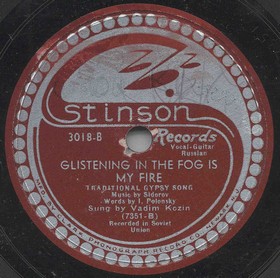 Stinson
Records
3018-B
Vocal-Guitar
Russian
GLISTENING IN THE FOG IS
MY FIRE
TRADITIONAL GYPSY SONG
Music by Sidorov
Words by I. Polonsky
Sung by Vadim Kozin
(7351-B)
Recorded in Soviet
Union